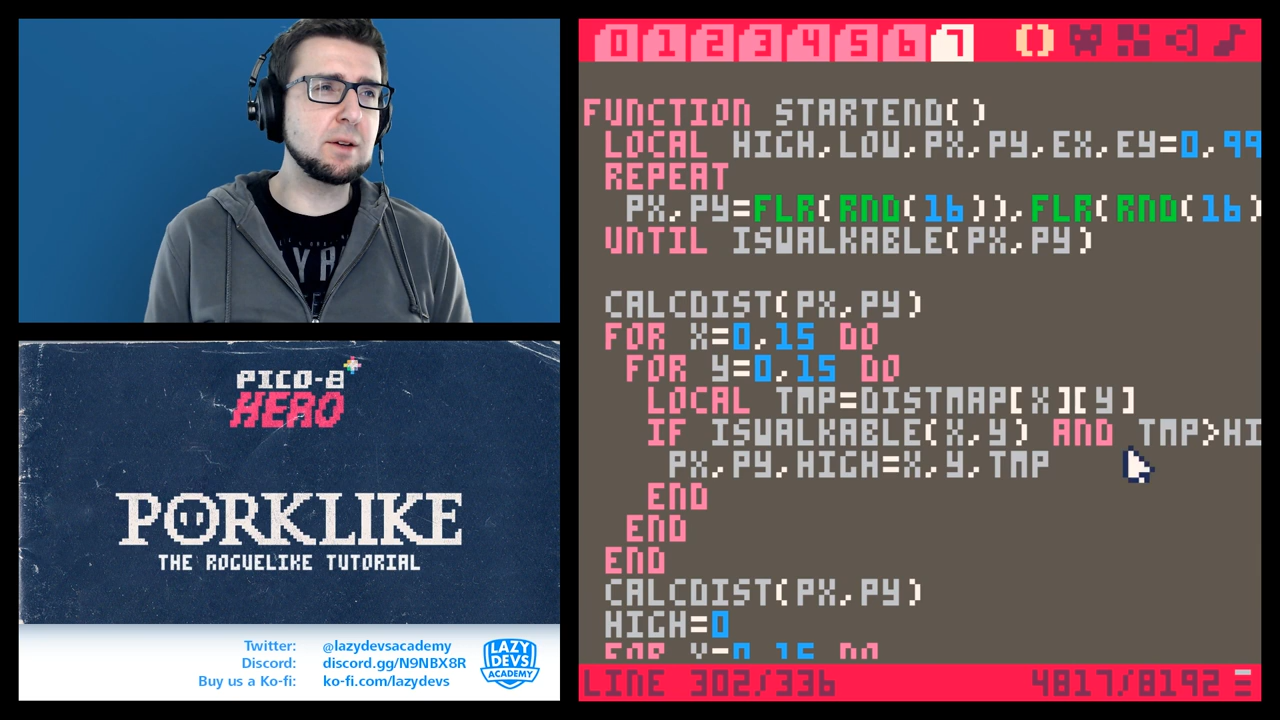 0 1 2 3 4 5 6 7
FUNCTION STARTEND()
LOCAL HIGH,LOW,PX,PY,EX,EY=0,99
REPEAT
PX,PY=FLR(RND(16)),FLR(RND(16)
UNTIL ISWALKABLE(PX,PY)
CALCDIST(PX,PY)
FOR X=0,15 DO
FOR Y=0,15 DO
LOCAL TMP=DISTMAP[X][Y]
IF ISWALKABLE(X,Y) AND TMP>HI
PX,PY,HIGH=X,Y,TMP
END
END
END
CALCDIST(PX,PY)
HIGH=0
FOR X=0,15 DO
LINE 302/336 4817/8192
PICO-8
HERO
PORKLIKE
THE ROGUELIKE TUTORIAL
Twitter: @lazydevsacademy
Discord: discord.gg/N9NBX8R
Buy us a Ko-fi: ko-fi.com/lazydevs
LAZY
DEVS
ACADEMY